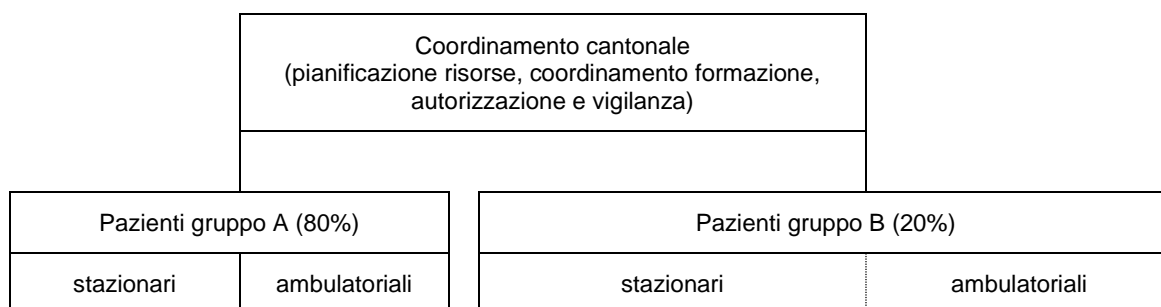 Coordinamento cantonale
(pianificazione risorse, coordinamento formazione,
autorizzazione e vigilanza)
Pazienti gruppo A (80%)
Pazienti gruppo B (20%)
stazionari
ambulatoriali
stazionari
ambulatoriali